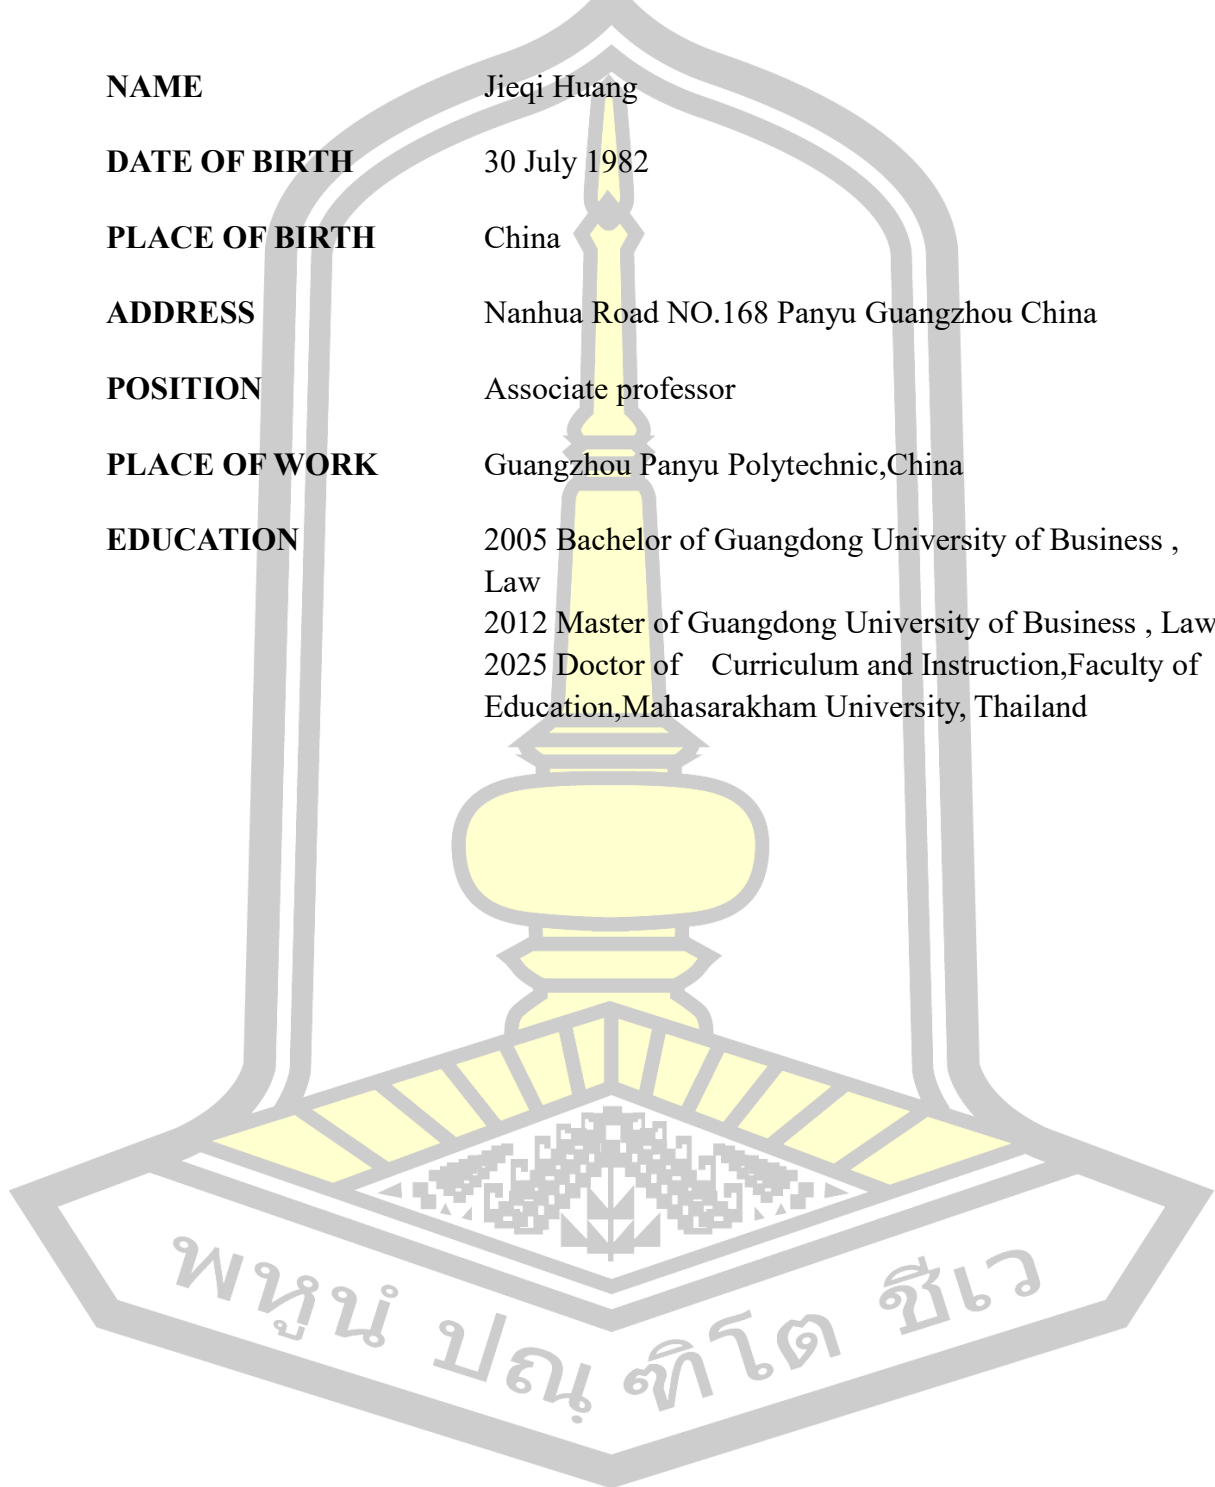 NAME Jieqi Huang
DATE OF BIRTH 30 July 1982
PLACE OF BIRTH China
ADDRESS Nanhua Road NO.168 Panyu Guangzhou China
POSITION Associate professor
PLACE OF WORK Guangzhou Panyu Polytechnic,China
EDUCATION 2005 Bachelor of Guangdong University of Business ,
Law
2012 Master of Guangdong University of Business , Law
2025 Doctor of Curriculum and Instruction,Faculty of
Education,Mahasarakham University, Thailand
พหูนํ ปณฺฑิโต ชีเว